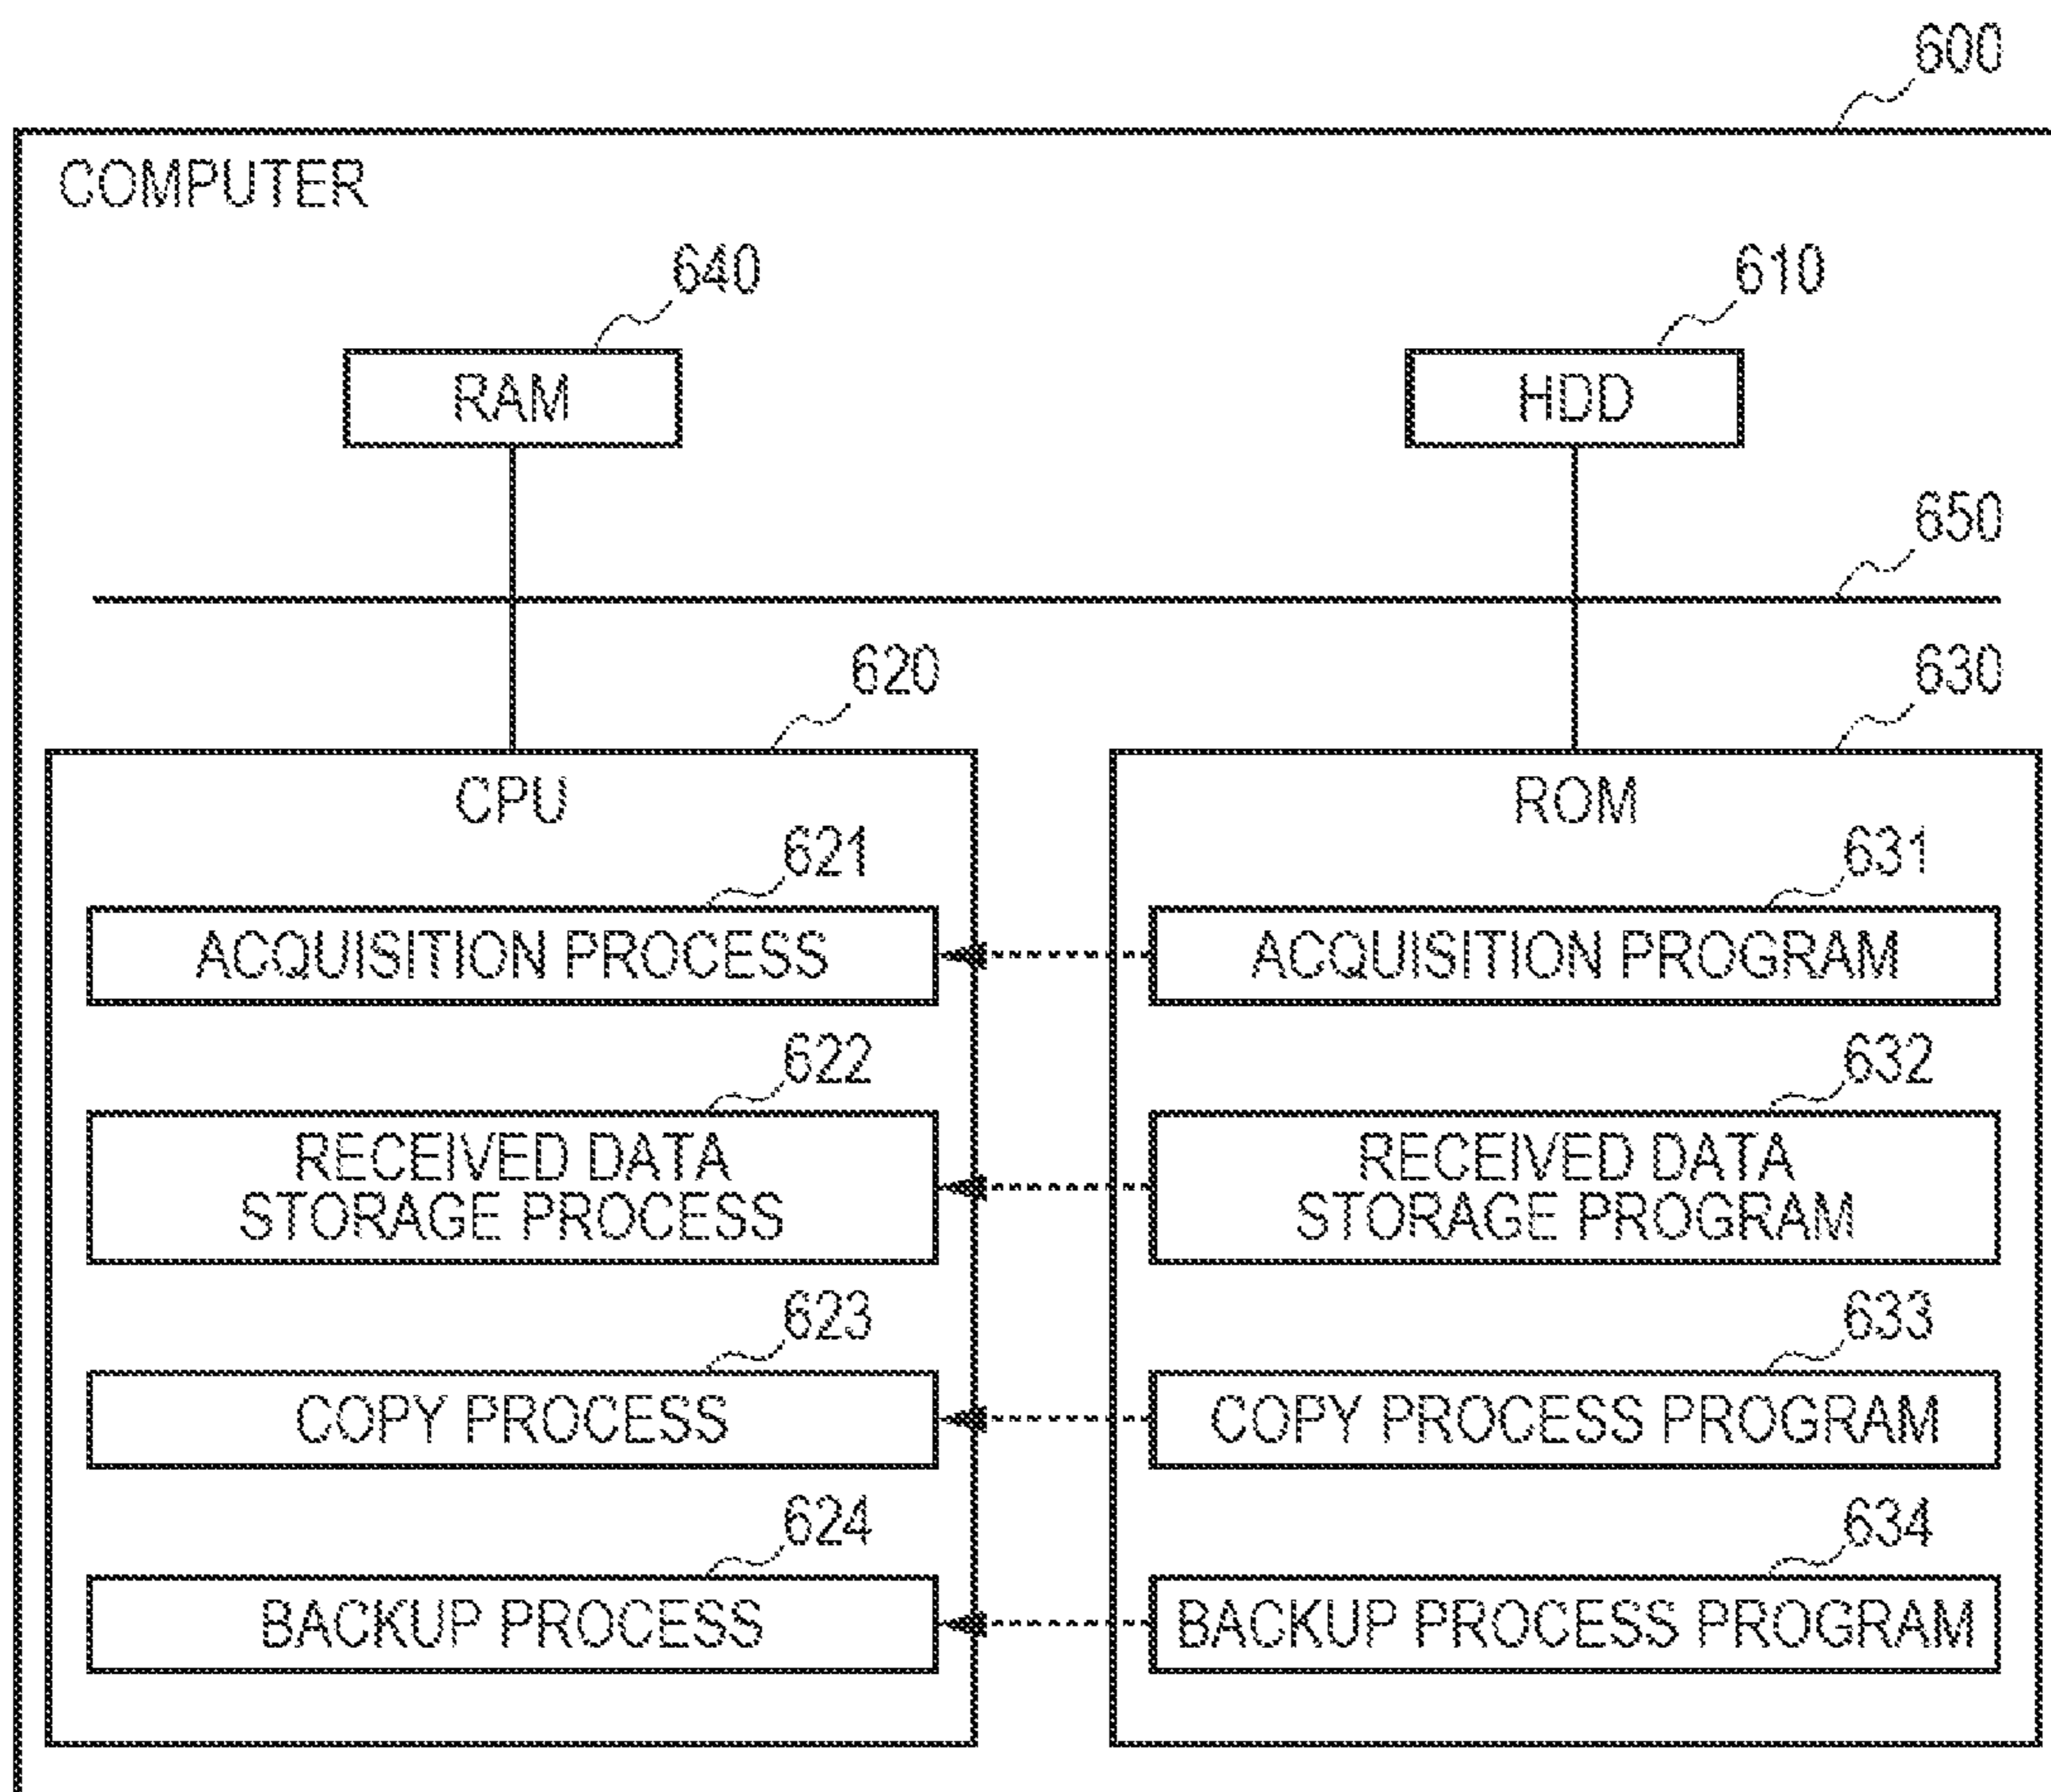 600
COMPUTER
640
610
RAM
HDD
650
620
630
CPU
ROM
621
631
ACQUISITION PROCESS
ACQUISITION PROGRAM
622
632
RECEIVED DATA
STORAGE PROCESS
RECEIVED DATA
STORAGE PROGRAM
623
633
COPY PROCESS
COPY PROCESS PROGRAM
624
634
BACKUP PROCESS
BACKUP PROCESS PROGRAM